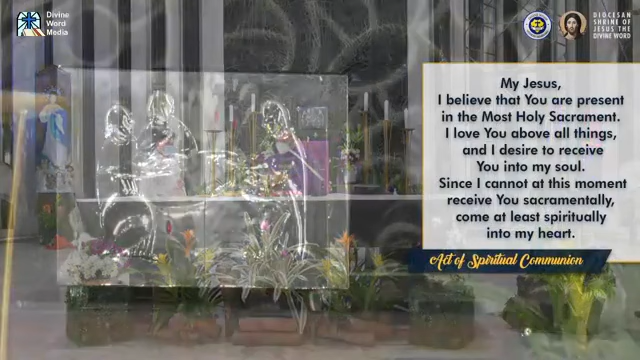 Divine
Word
Media
DIOCESAN
SHRINE OF
JESUS THE
DIVINE WORD
My Jesus,
I believe that You are present
in the Most Holy Sacrament.
I love You above all things,
and I desire to receive
You into my soul.
Since I cannot at this moment
receive You sacramentally,
come at least spiritually
into my heart.
Act of Spiritual Communion